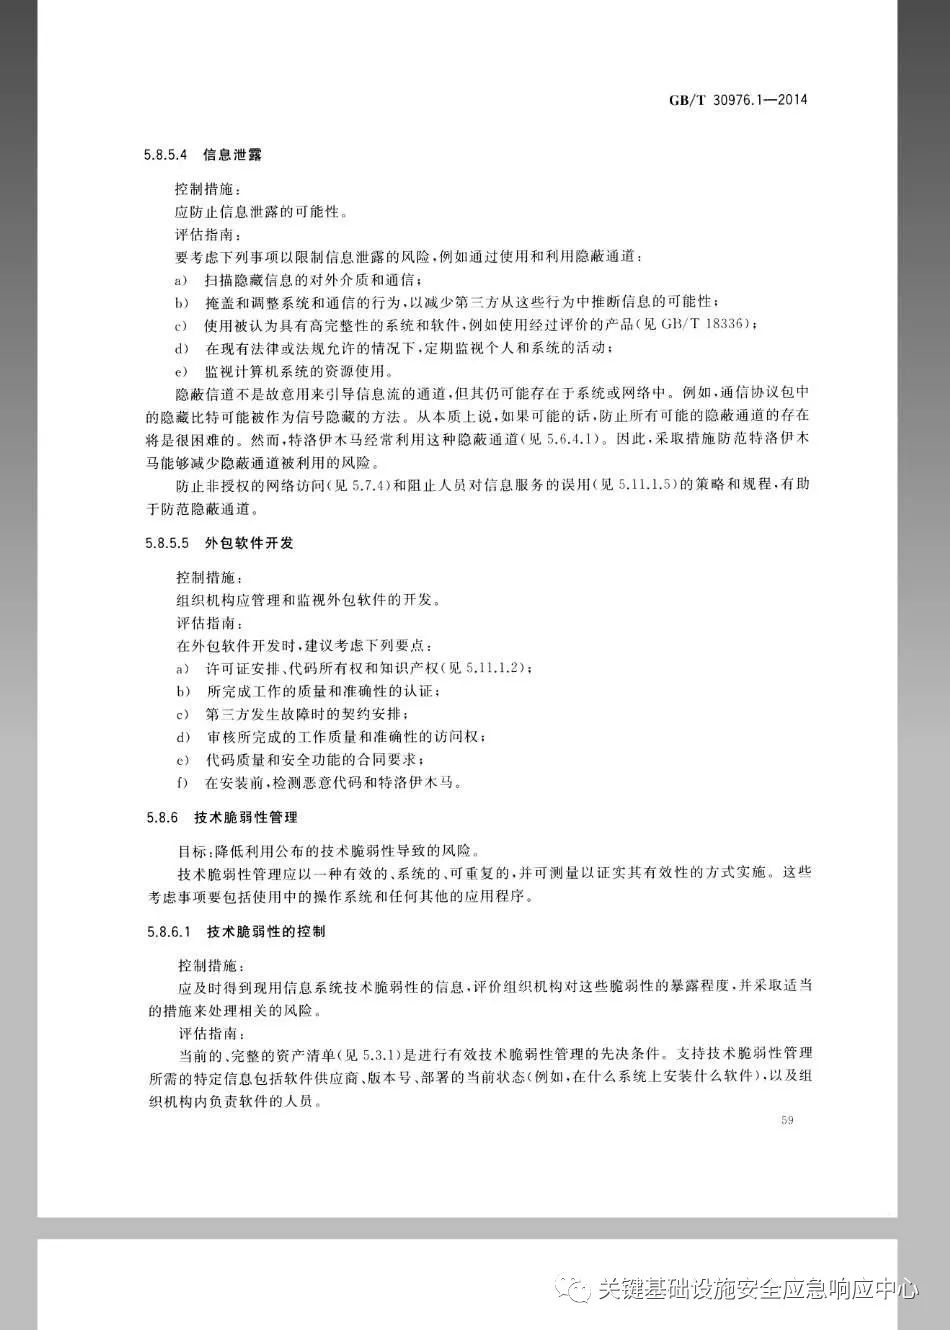 GB/T 30976.1—2014
5.8.5.4 信息泄露
控制措施:
应防止信息泄露的可能性。
评估指南:
要考虑下列事项以限制信息泄露的风险,例如通过使用和利用隐蔽通道:
a) 扫描隐藏信息的对外介质和通信;
b) 掩盖和调整系统和通信的行为,以减少第三方从这些行为中推断信息的可能性;
c) 使用被认为具有高完整性的系统和软件,例如使用经过评价的产品(见 GB/T 18336);
d) 在现有法律或法规允许的情况下,定期监视个人和系统的活动;
e) 监视计算机系统的资源使用。
隐蔽信道不是故意用来引导信息流的通道,但其仍可能存在于系统或网络中。例如,通信协议包中
的隐藏比特可能被作为信号隐藏的方法。从本质上说,如果可能的话,防止所有可能的隐蔽通道的存在
将是很困难的。然而,特洛伊木马经常利用这种隐蔽通道(见 5.6.4.1)。因此,采取措施防范特洛伊木
马能够减少隐蔽通道被利用的风险。
防止非授权的网络访问(见 5.7.4)和阻止人员对信息服务的误用(见 5.11.1.5)的策略和规程,有助
于防范隐蔽通道。
5.8.5.5 外包软件开发
控制措施:
组织机构应管理和监视外包软件的开发。
评估指南:
在外包软件开发时,建议考虑下列要点:
a) 许可证安排、代码所有权和知识产权(见 5.11.1.2);
b) 所完成工作的质量和准确性的认证;
c) 第三方发生故障时的契约安排;
d) 审核所完成的工作质量和准确性的访问权;
e) 代码质量和安全功能的合同要求;
f) 在安装前,检测恶意代码和特洛伊木马。
5.8.6 技术脆弱性管理
目标:降低利用公布的技术脆弱性导致的风险。
技术脆弱性管理应以一种有效的、系统的、可重复的,并可测量以证实其有效性的方式实施。这些
考虑事项要包括使用中的操作系统和任何其他的应用程序。
5.8.6.1 技术脆弱性的控制
控制措施:
应及时得到现用信息系统技术脆弱性的信息,评价组织机构对这些脆弱性的暴露程度,并采取适当
的措施来处理相关的风险。
评估指南:
当前的、完整的资产清单(见 5.3.1)是进行有效技术脆弱性管理的先决条件。支持技术脆弱性管理
所需的特定信息包括软件供应商、版本号、部署的当前状态(例如,在什么系统上安装什么软件),以及组
织机构内负责软件的人员。
59
关键基础设施安全应急响应中心